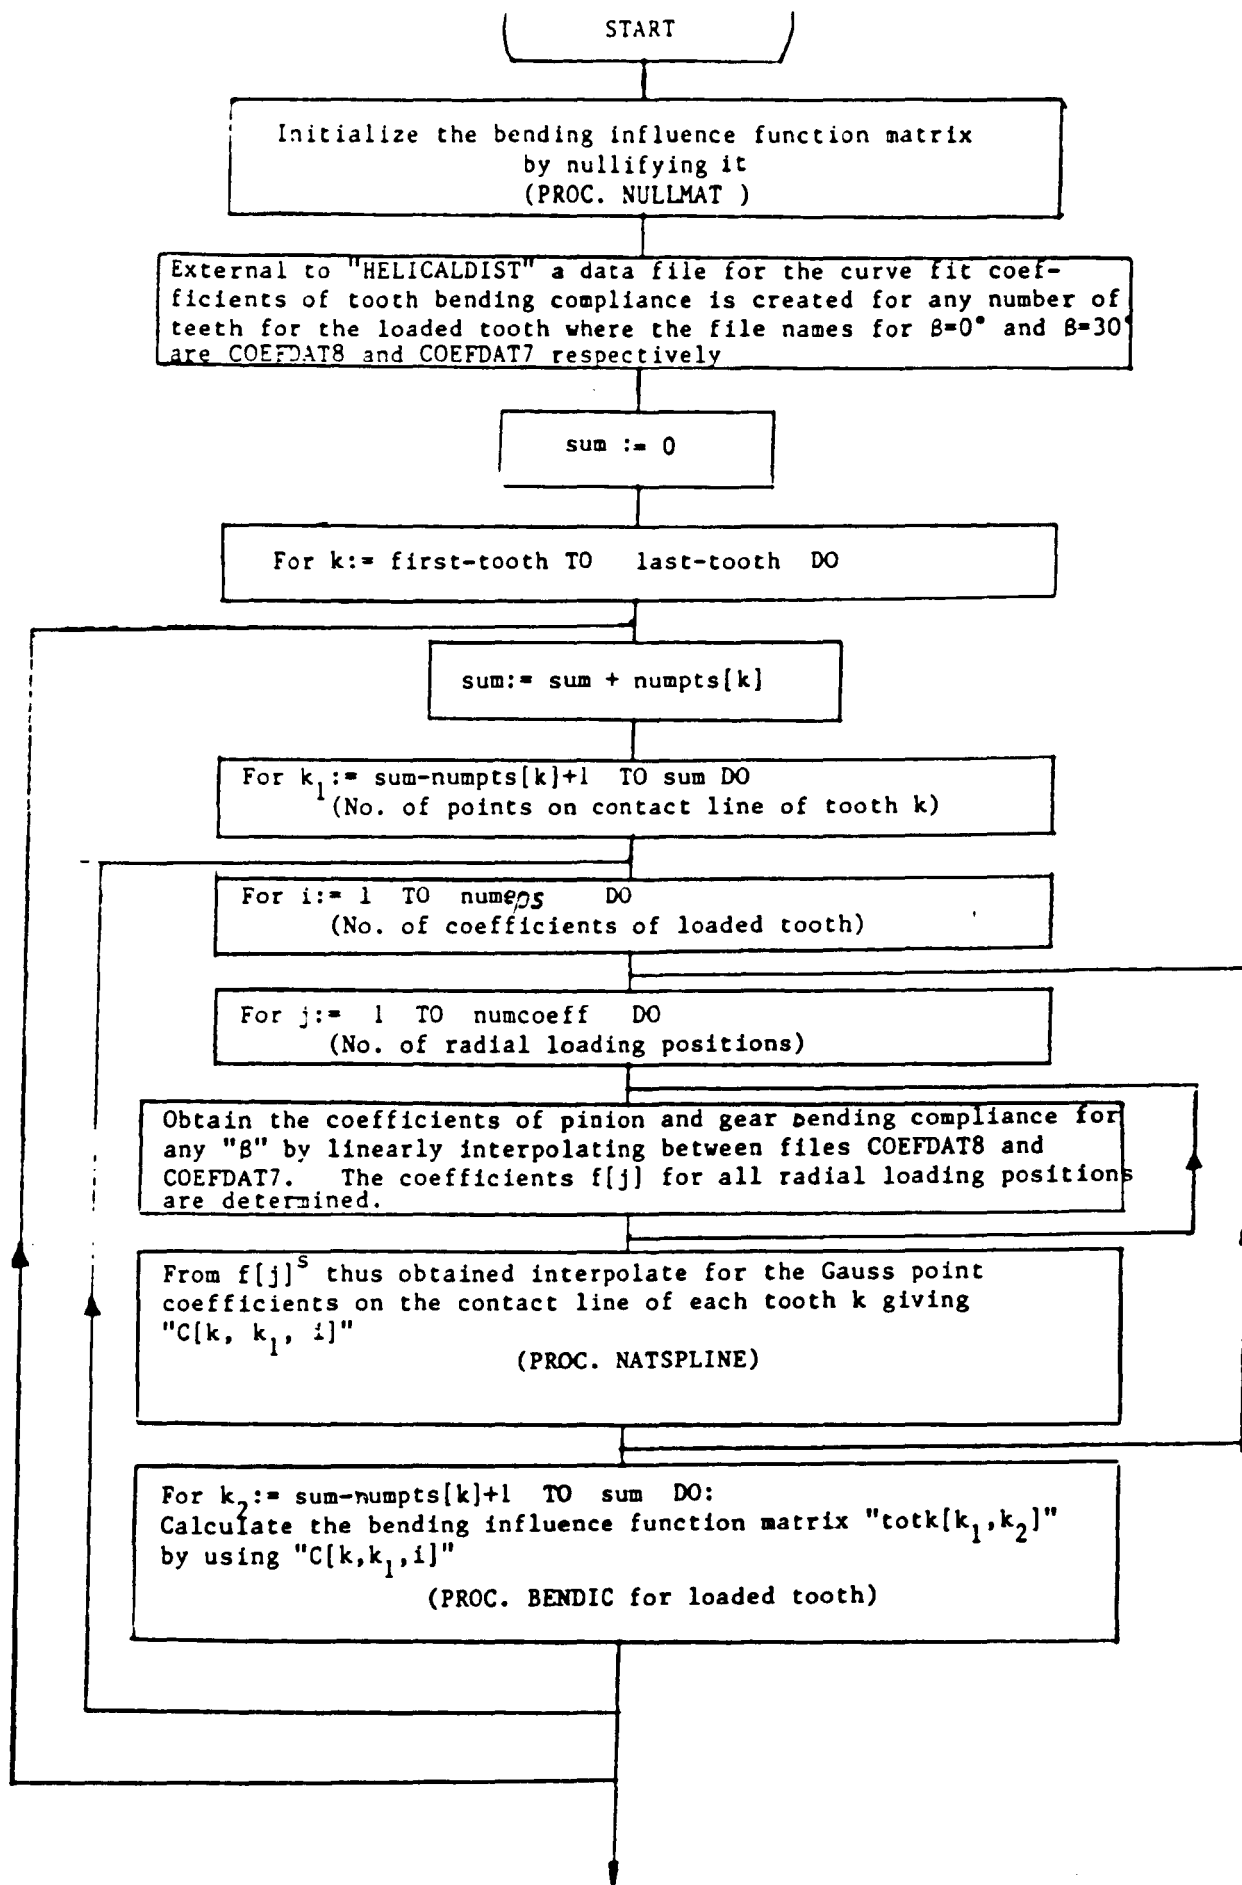 START
Initialize the bending influence function matrix
by nullifying it
(PROC. NULLMAT )
External to "HELICALDIST" a data file for the curve fit coef-
ficients of tooth bending compliance is created for any number of
teeth for the loaded tooth where the file names for β=0° and β=30°
are COEFDAT8 and COEFDAT7 respectively
sum := 0
For k:= first-tooth TO last-tooth DO
sum:= sum + numpts[k]
For k₁:= sum-numpts[k]+1 TO sum DO
(No. of points on contact line of tooth k)
For i:= 1 TO numeps DO
(No. of coefficients of loaded tooth)
For j:= 1 TO numcoeff DO
(No. of radial loading positions)
Obtain the coefficients of pinion and gear bending compliance for
any "β" by linearly interpolating between files COEFDAT8 and
COEFDAT7. The coefficients f[j] for all radial loading positions
are determined.
From f[j]ˢ thus obtained interpolate for the Gauss point
coefficients on the contact line of each tooth k giving
"C[k, k₁, i]"
(PROC. NATSPLINE)
For k₂:= sum-numpts[k]+1 TO sum DO:
Calculate the bending influence function matrix "totk[k₁,k₂]"
by using "C[k,k₁,i]"
(PROC. BENDIC for loaded tooth)